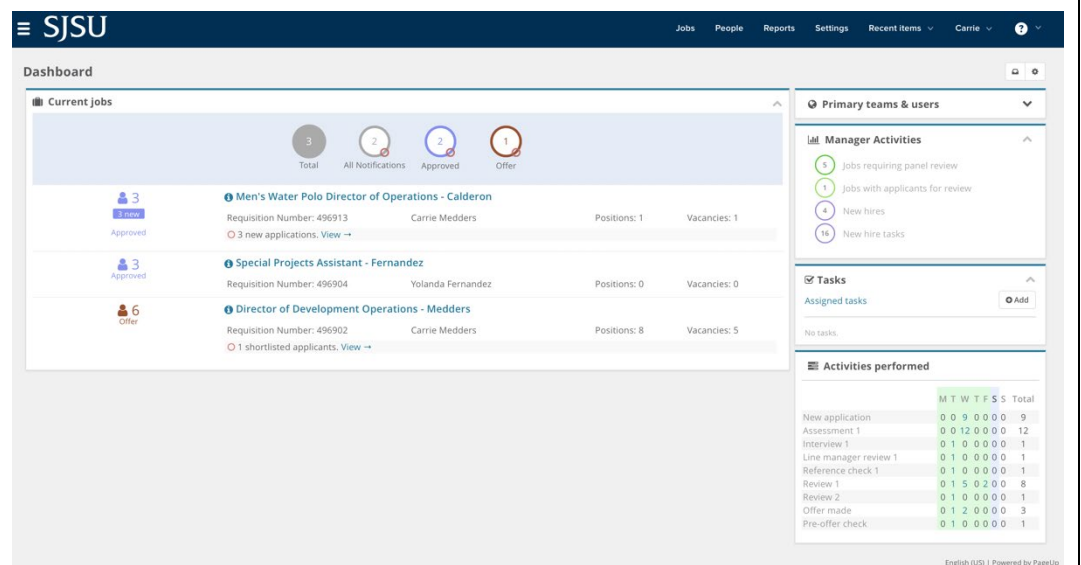 SJSU Jobs People Reports Settings Recent items Carrie ?
Dashboard
Current jobs
3 2 2 1
Total All Notifications Approved Offer
3 Men's Water Polo Director of Operations - Calderon
3 new Requisition Number: 496913 Carrie Medders Positions: 1 Vacancies: 1
Approved 3 new applications. View →
3 Special Projects Assistant - Fernandez
Approved Requisition Number: 496904 Yolanda Fernandez Positions: 0 Vacancies: 0
6 Director of Development Operations - Medders
Offer Requisition Number: 496902 Carrie Medders Positions: 8 Vacancies: 5
1 shortlisted applicants. View →
Primary teams & users
Manager Activities
5 Jobs requiring panel review
1 Jobs with applicants for review
4 New hires
16 New hire tasks
Tasks
Assigned tasks Add
No tasks.
Activities performed
M T W T F S S Total
New application 0 0 9 0 0 0 0 9
Assessment 1 0 0 12 0 0 0 0 12
Interview 1 0 1 0 0 0 0 0 1
Line manager review 1 0 1 0 0 0 0 0 1
Reference check 1 0 1 0 0 0 0 0 1
Review 1 0 1 5 0 2 0 0 8
Review 2 0 1 0 0 0 0 0 1
Offer made 0 1 2 0 0 0 0 3
Pre-offer check 0 1 0 0 0 0 0 1
English (US) | Powered by PageUp